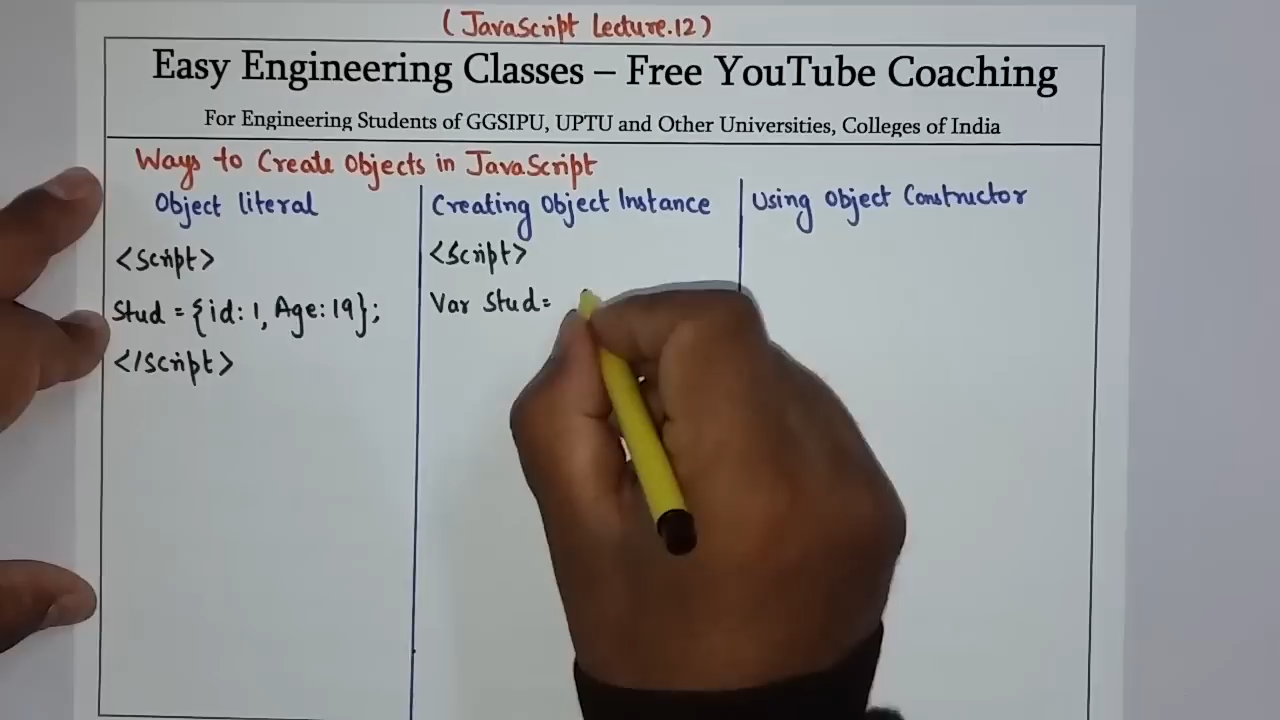 (JavaScript Lecture.12)
Easy Engineering Classes – Free YouTube Coaching
For Engineering Students of GGSIPU, UPTU and Other Universities, Colleges of India
Ways to Create Objects in JavaScript
Object literal
<Script>
Stud = {id: 1, Age: 19};
</Script>
Creating Object Instance
<Script>
Var Stud=
Using Object Constructor